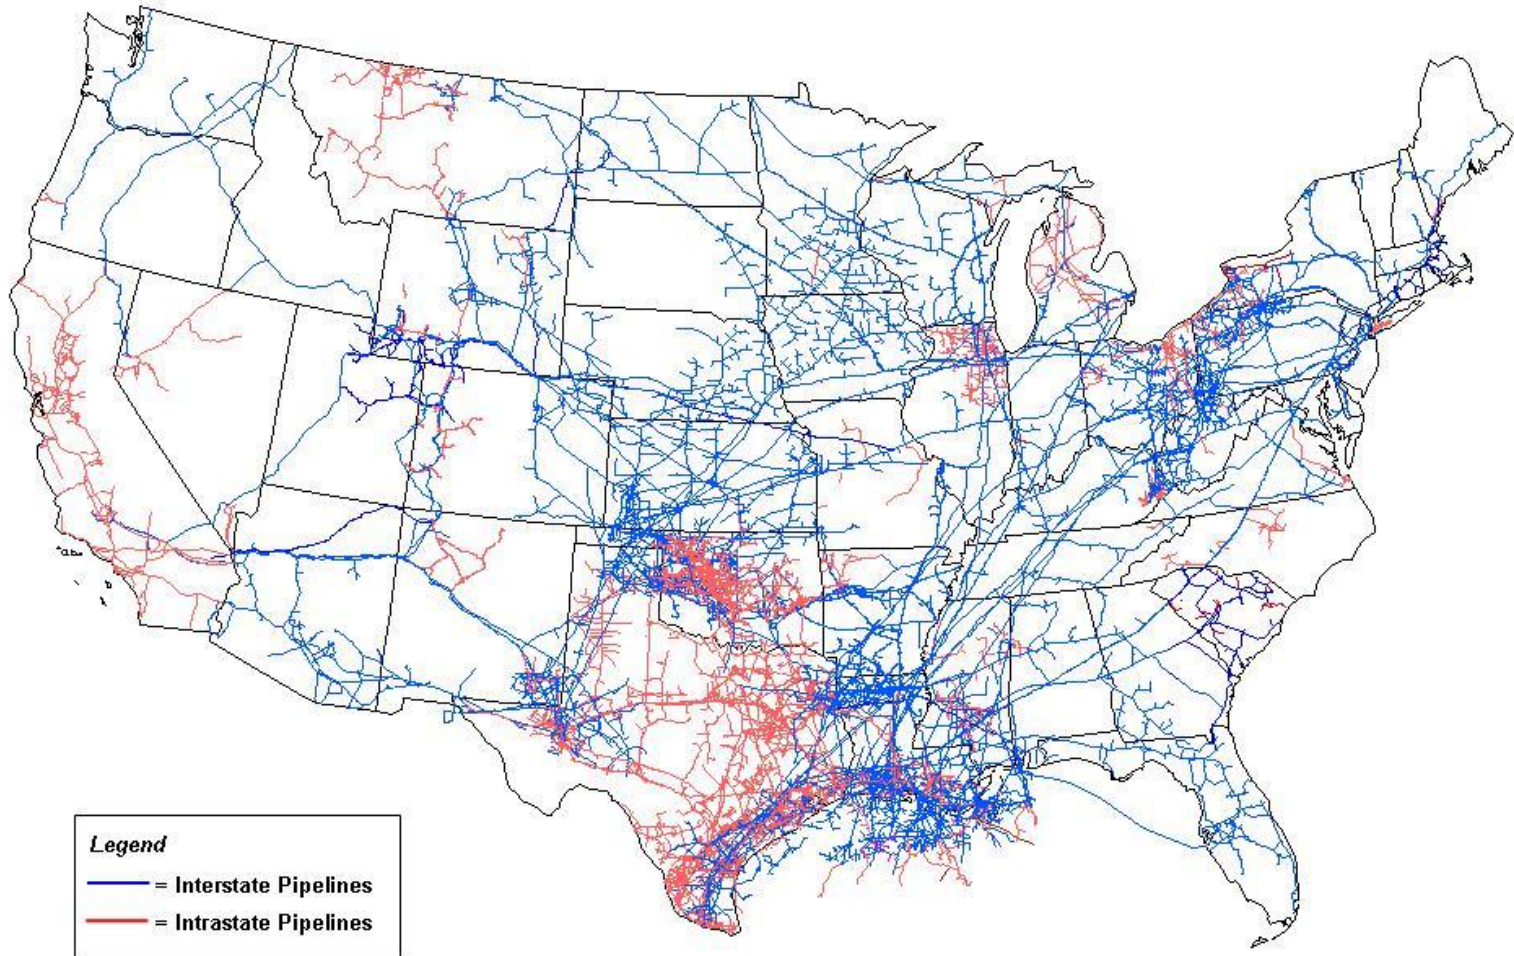 Legend
= Interstate Pipelines
= Intrastate Pipelines